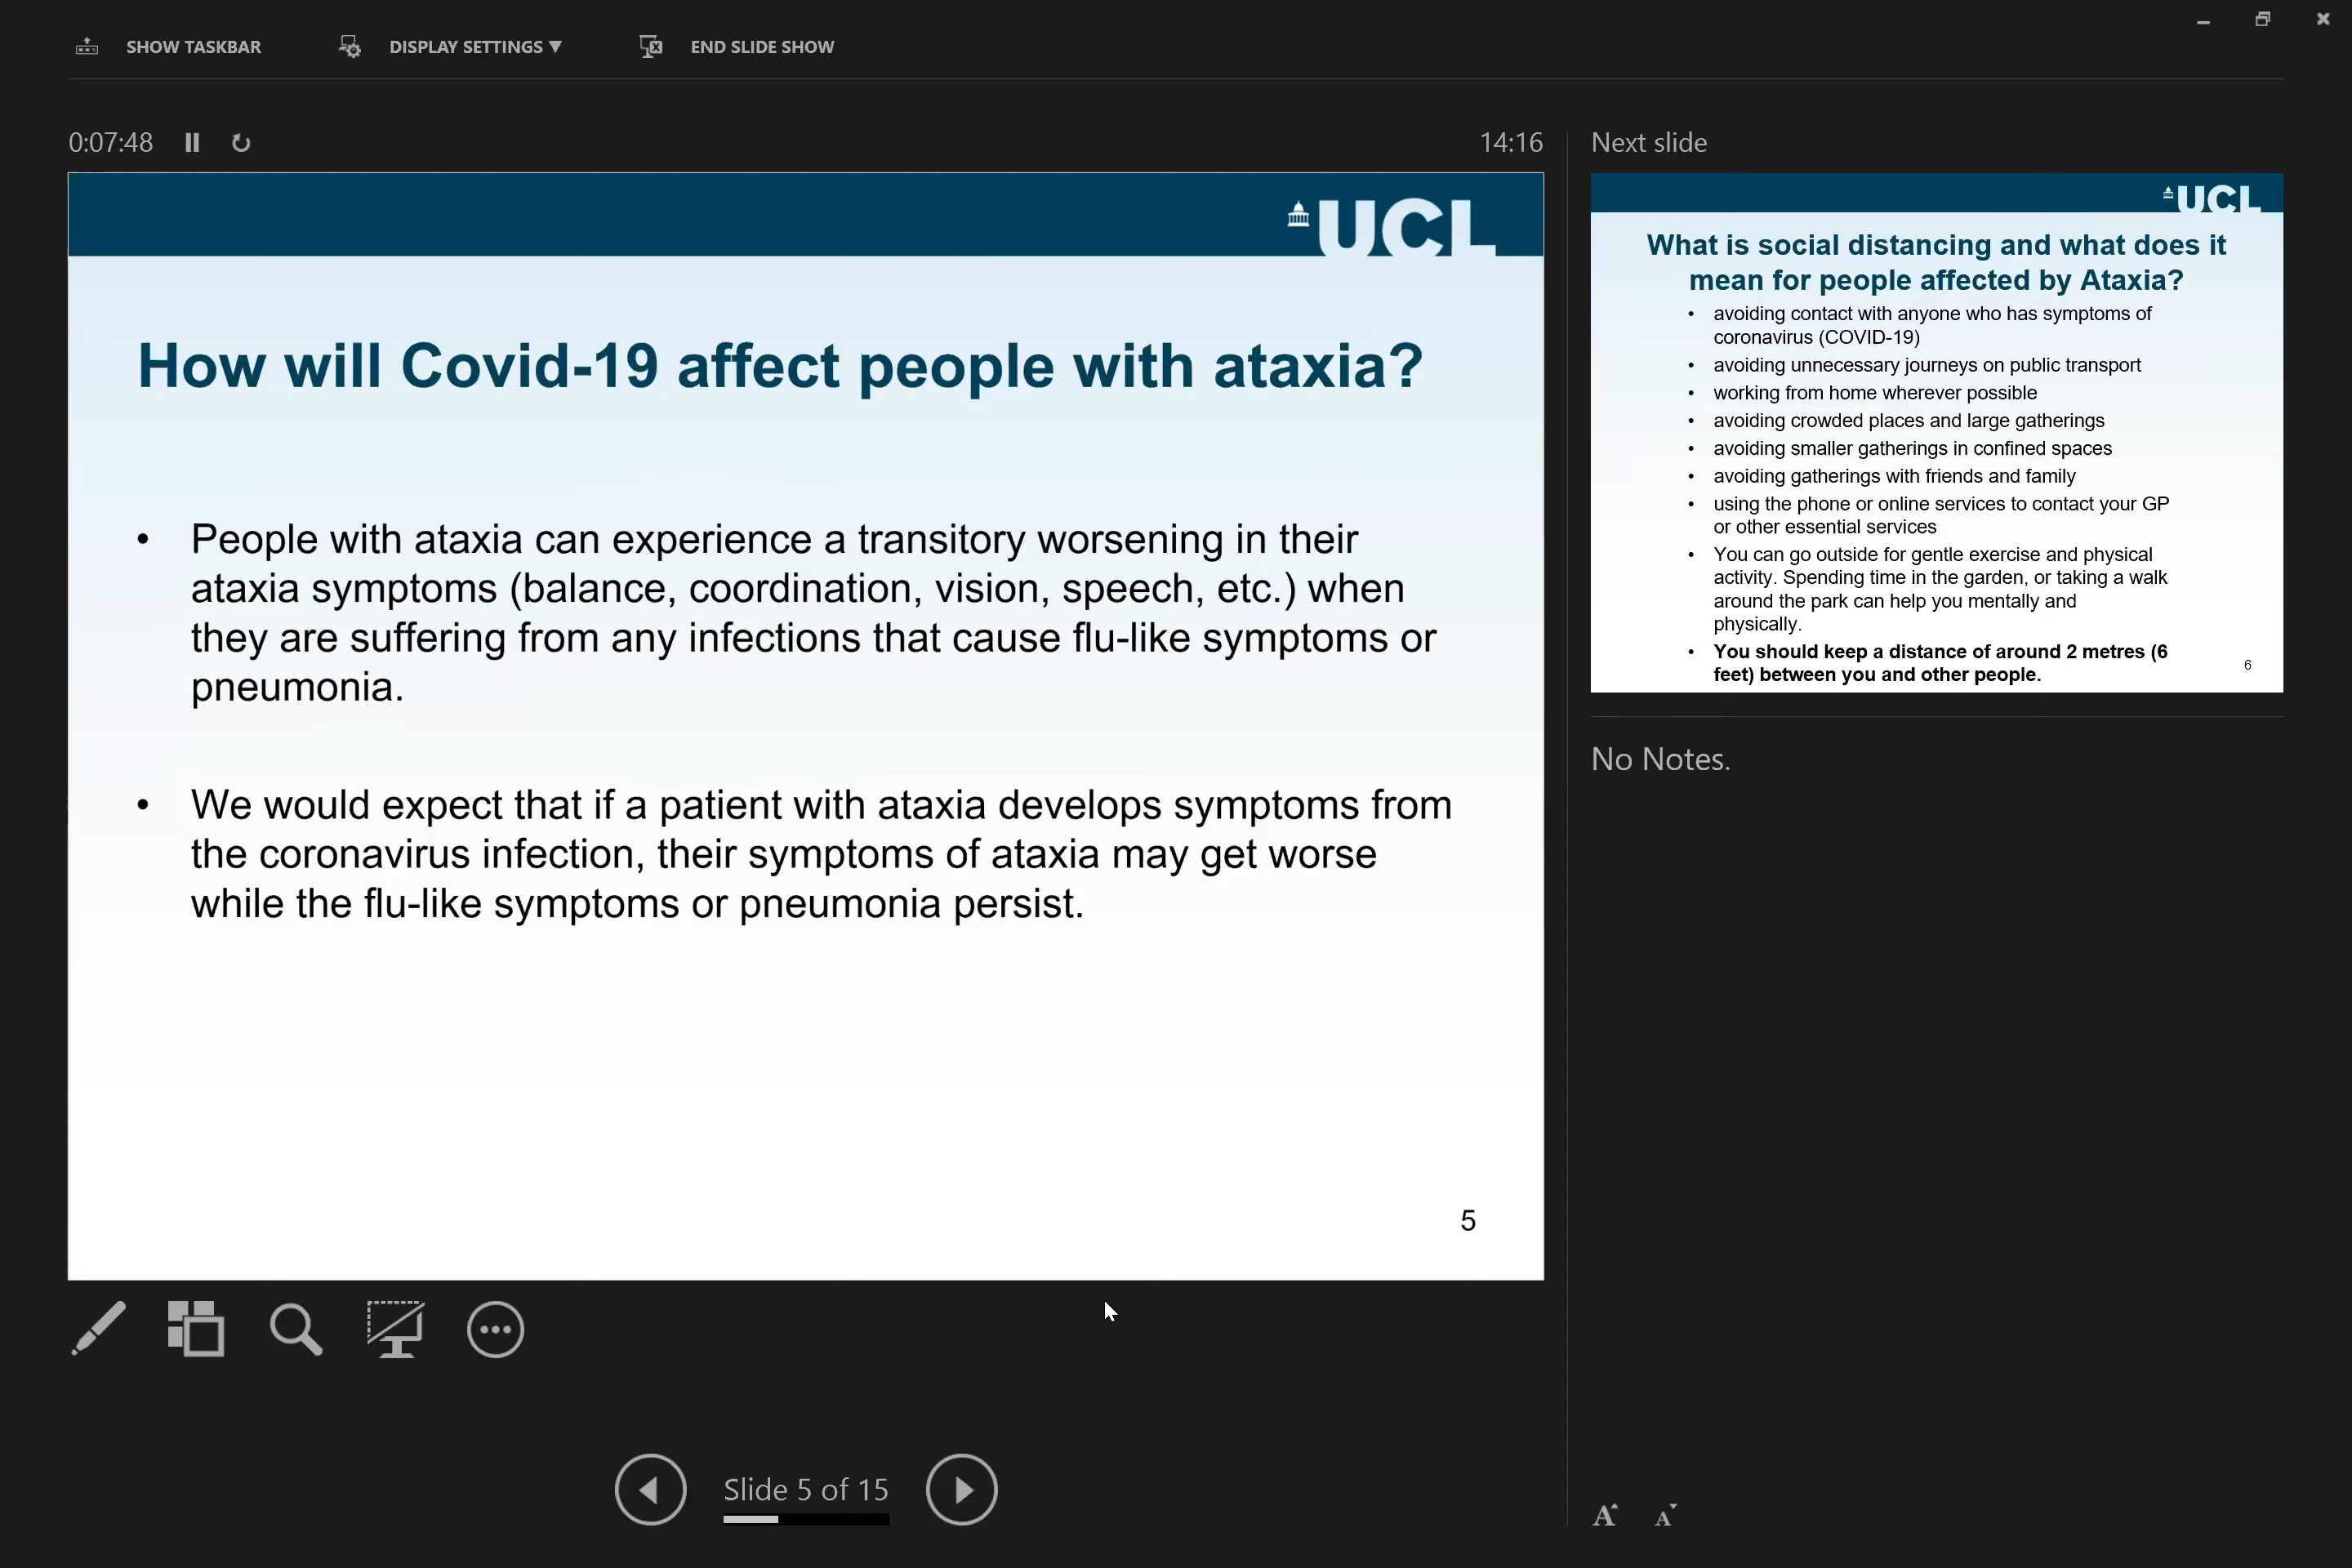 SHOW TASKBAR
DISPLAY SETTINGS ▼
END SLIDE SHOW
0:07:48
14:16
UCL
How will Covid-19 affect people with ataxia?
• People with ataxia can experience a transitory worsening in their
ataxia symptoms (balance, coordination, vision, speech, etc.) when
they are suffering from any infections that cause flu-like symptoms or
pneumonia.
• We would expect that if a patient with ataxia develops symptoms from
the coronavirus infection, their symptoms of ataxia may get worse
while the flu-like symptoms or pneumonia persist.
5
Slide 5 of 15
Next slide
UCL
What is social distancing and what does it
mean for people affected by Ataxia?
• avoiding contact with anyone who has symptoms of
coronavirus (COVID-19)
• avoiding unnecessary journeys on public transport
• working from home wherever possible
• avoiding crowded places and large gatherings
• avoiding smaller gatherings in confined spaces
• avoiding gatherings with friends and family
• using the phone or online services to contact your GP
or other essential services
• You can go outside for gentle exercise and physical
activity. Spending time in the garden, or taking a walk
around the park can help you mentally and
physically.
• You should keep a distance of around 2 metres (6
feet) between you and other people.
6
No Notes.
A A